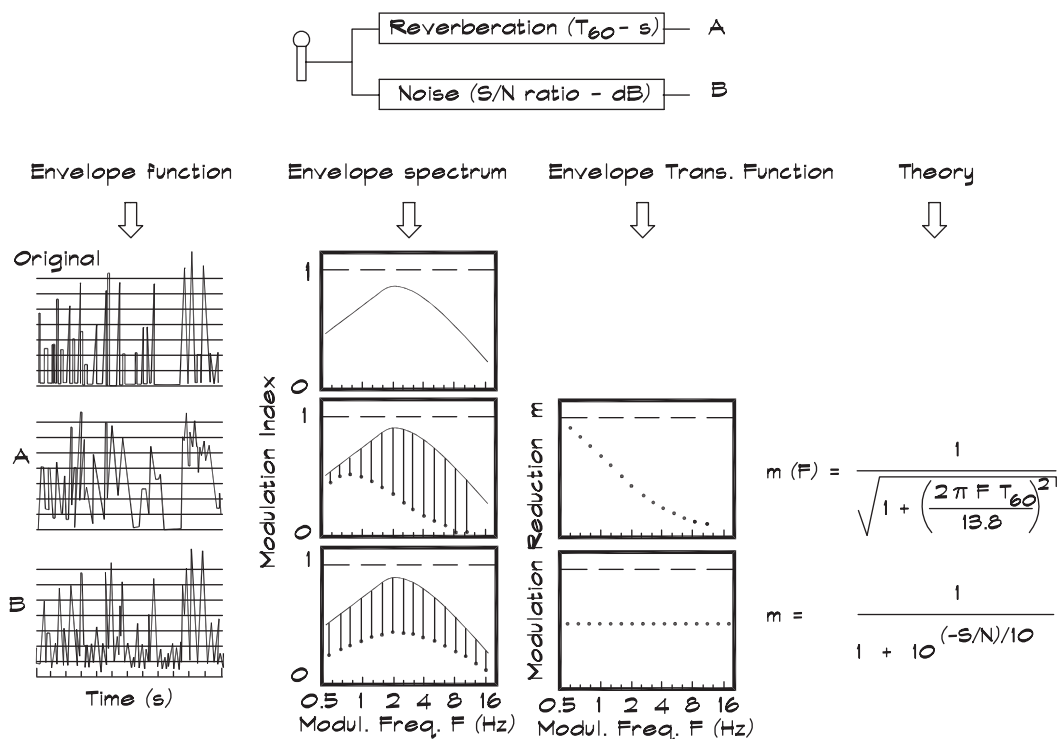 Reverberation (T60 - s)
A
Noise (S/N ratio - dB)
B
Envelope function
Envelope spectrum
Envelope Trans. Function
Theory
Original
A
B
Time (s)
Modulation Index
1
0
1
0
1
0
0.5 1 2 4 8 16
Modul. Freq. F (Hz)
Modulation Reduction m
0.5 1 2 4 8 16
Modul. Freq. F (Hz)
m (F) = 1 / √(1 + (2 π F T60 / 13.8)²)
m = 1 / (1 + 10^(-S/N)/10)